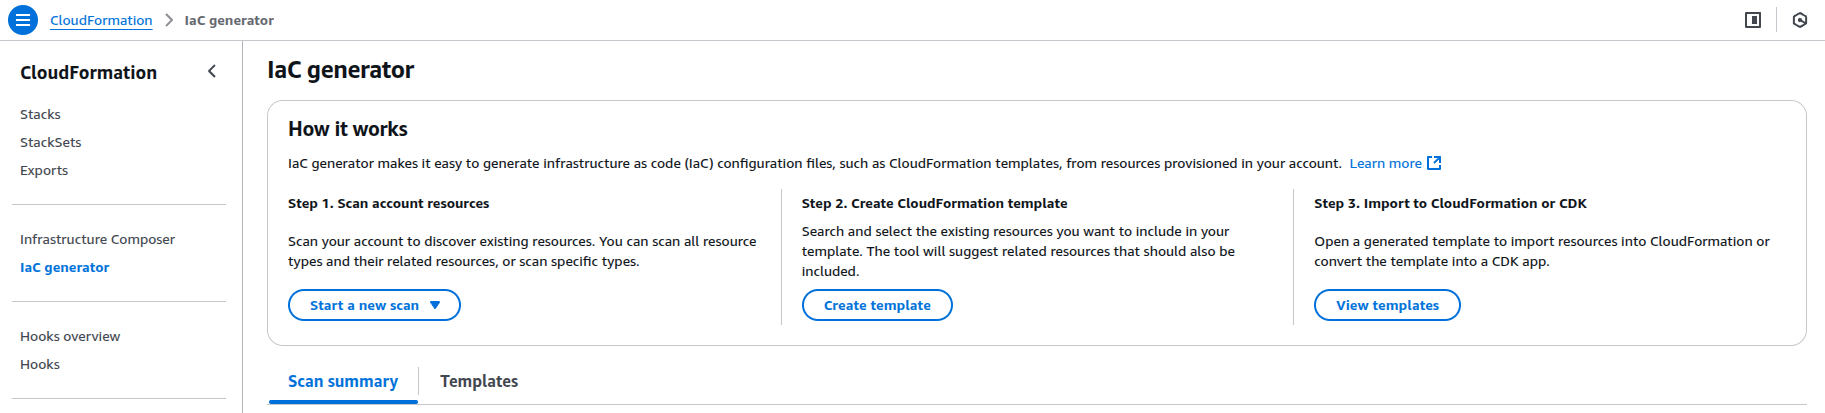 CloudFormation > IaC generator
CloudFormation
Stacks
StackSets
Exports
Infrastructure Composer
IaC generator
Hooks overview
Hooks
IaC generator
How it works
IaC generator makes it easy to generate infrastructure as code (IaC) configuration files, such as CloudFormation templates, from resources provisioned in your account. Learn more
Step 1. Scan account resources
Scan your account to discover existing resources. You can scan all resource
types and their related resources, or scan specific types.
Start a new scan
Step 2. Create CloudFormation template
Search and select the existing resources you want to include in your
template. The tool will suggest related resources that should also be
included.
Create template
Step 3. Import to CloudFormation or CDK
Open a generated template to import resources into CloudFormation or
convert the template into a CDK app.
View templates
Scan summary
Templates